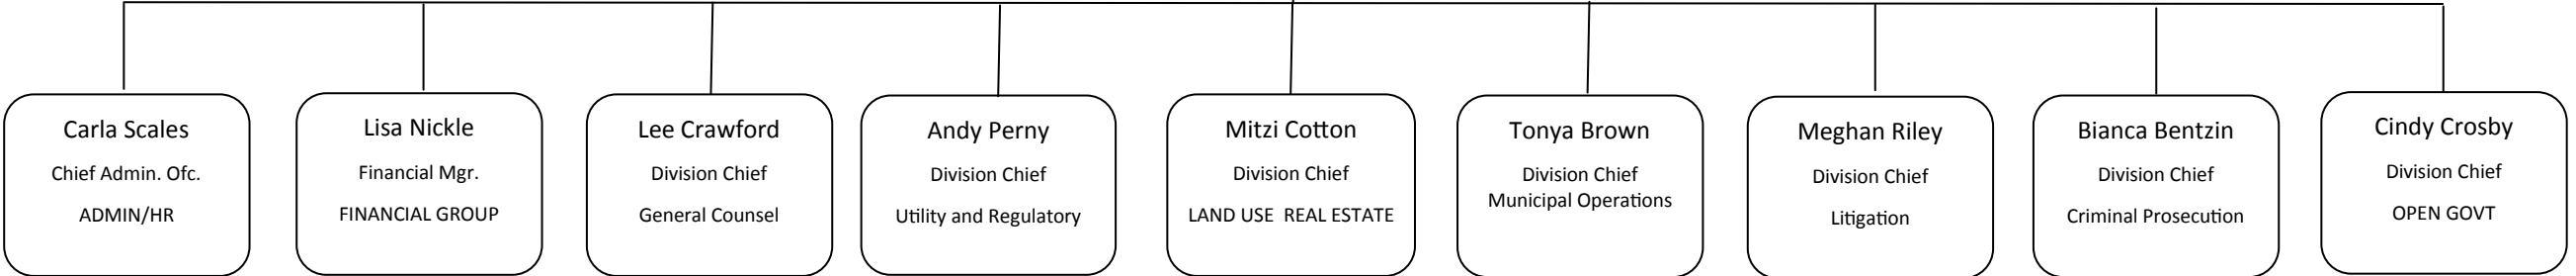 Carla Scales
Chief Admin. Ofc.
ADMIN/HR
Lisa Nickle
Financial Mgr.
FINANCIAL GROUP
Lee Crawford
Division Chief
General Counsel
Andy Perny
Division Chief
Utility and Regulatory
Mitzi Cotton
Division Chief
LAND USE  REAL ESTATE
Tonya Brown
Division Chief
Municipal Operations
Meghan Riley
Division Chief
Litigation
Bianca Bentzin
Division Chief
Criminal Prosecution
Cindy Crosby
Division Chief
OPEN GOVT